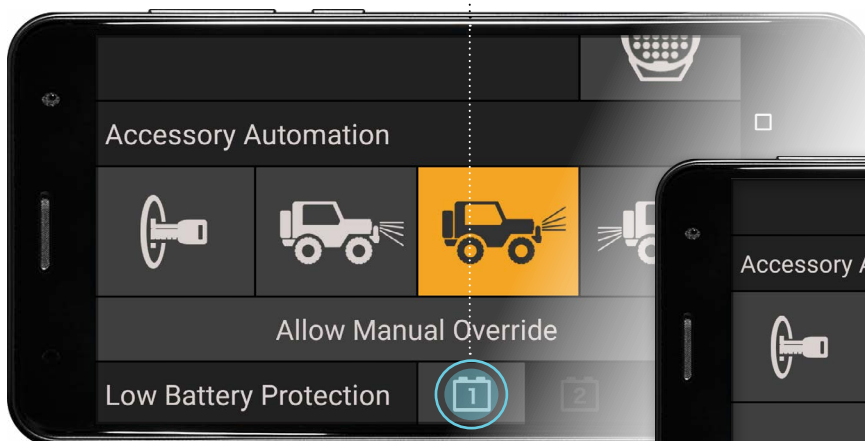 Accessory Automation
Allow Manual Override
Low Battery Protection 1 2
Accessory